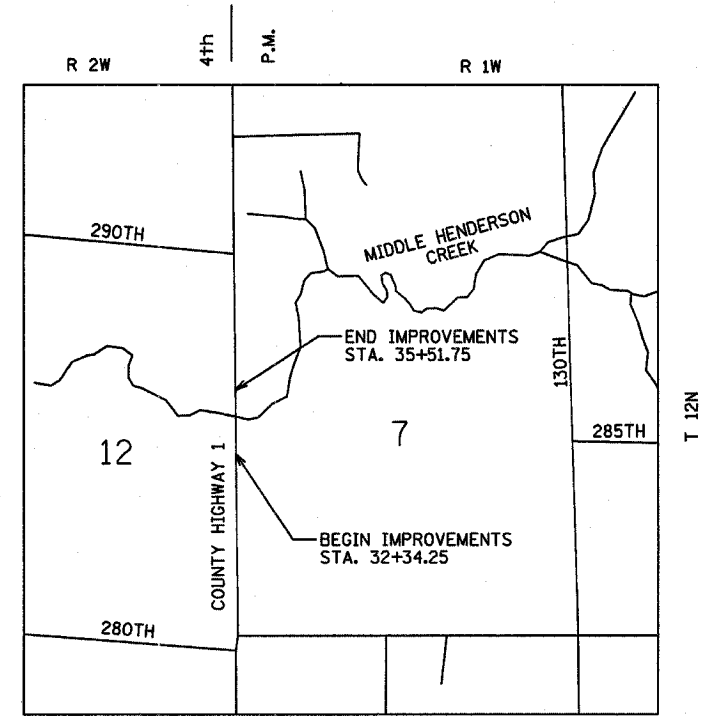 R 2W
4th
P.M.
R 1W
290TH
MIDDLE HENDERSON
CREEK
END IMPROVEMENTS
STA. 35+51.75
130TH
T 12N
12
7
285TH
COUNTY HIGHWAY 1
BEGIN IMPROVEMENTS
STA. 32+34.25
280TH